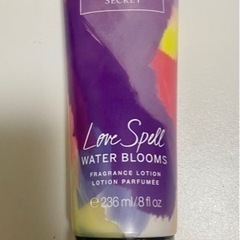 SECRET
Love Spell
WATER BLOOMS
FRAGRANCE LOTION
LOTION PARFUMÉE
℮ 236 ml/8 fl oz